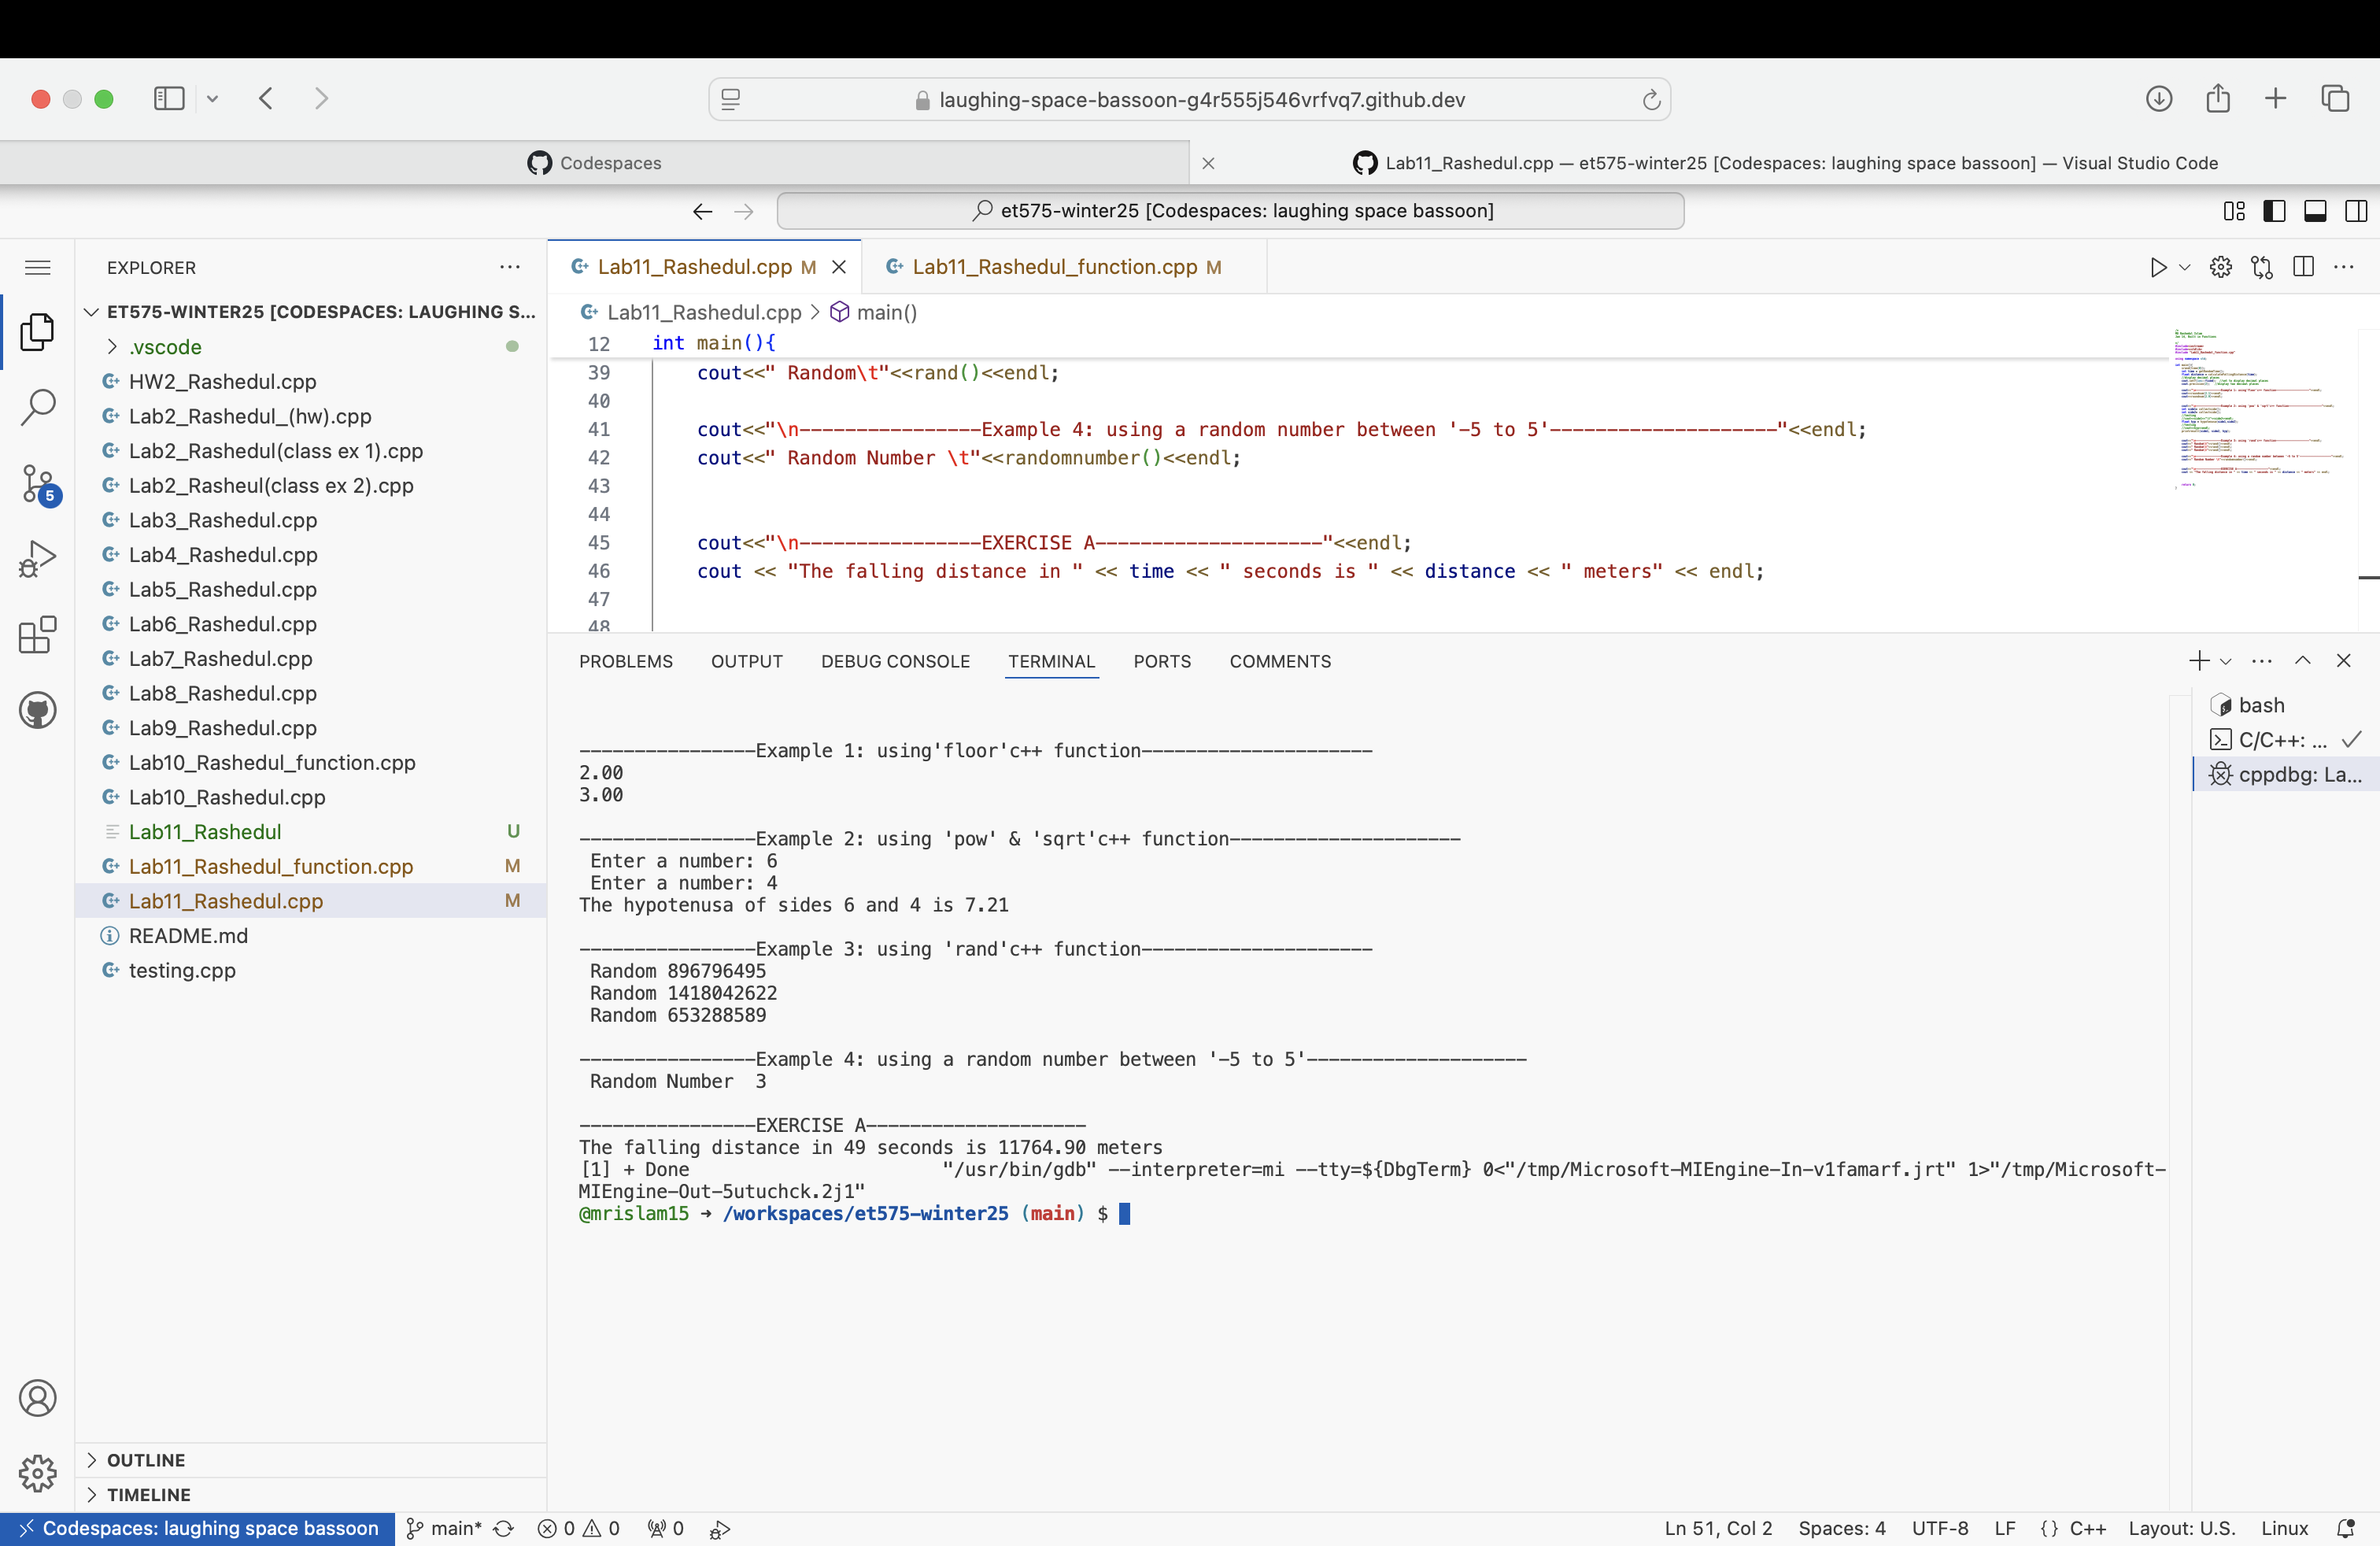 laughing-space-bassoon-g4r555j546vrfvq7.github.dev
Codespaces
Lab11_Rashedul.cpp — et575-winter25 [Codespaces: laughing space bassoon] — Visual Studio Code
et575-winter25 [Codespaces: laughing space bassoon]
EXPLORER
ET575-WINTER25 [CODESPACES: LAUGHING S...
.vscode
HW2_Rashedul.cpp
Lab2_Rashedul_(hw).cpp
Lab2_Rashedul(class ex 1).cpp
Lab2_Rasheul(class ex 2).cpp
Lab3_Rashedul.cpp
Lab4_Rashedul.cpp
Lab5_Rashedul.cpp
Lab6_Rashedul.cpp
Lab7_Rashedul.cpp
Lab8_Rashedul.cpp
Lab9_Rashedul.cpp
Lab10_Rashedul_function.cpp
Lab10_Rashedul.cpp
Lab11_Rashedul U
Lab11_Rashedul_function.cpp M
Lab11_Rashedul.cpp M
README.md
testing.cpp
OUTLINE
TIMELINE
5
Lab11_Rashedul.cpp M
Lab11_Rashedul_function.cpp M
Lab11_Rashedul.cpp > main()
12 int main(){
39 cout<<" Random\t"<<rand()<<endl;
40
41 cout<<"\n----------------Example 4: using a random number between '-5 to 5'--------------------"<<endl;
42 cout<<" Random Number \t"<<randomnumber()<<endl;
43
44
45 cout<<"\n----------------EXERCISE A--------------------"<<endl;
46 cout << "The falling distance in " << time << " seconds is " << distance << " meters" << endl;
47
48
PROBLEMS OUTPUT DEBUG CONSOLE TERMINAL PORTS COMMENTS
----------------Example 1: using'floor'c++ function---------------------
2.00
3.00
----------------Example 2: using 'pow' & 'sqrt'c++ function---------------------
Enter a number: 6
Enter a number: 4
The hypotenusa of sides 6 and 4 is 7.21
----------------Example 3: using 'rand'c++ function---------------------
Random 896796495
Random 1418042622
Random 653288589
----------------Example 4: using a random number between '-5 to 5'--------------------
Random Number 3
----------------EXERCISE A--------------------
The falling distance in 49 seconds is 11764.90 meters
[1] + Done "/usr/bin/gdb" --interpreter=mi --tty=${DbgTerm} 0<"/tmp/Microsoft-MIEngine-In-v1famarf.jrt" 1>"/tmp/Microsoft-
MIEngine-Out-5utuchck.2j1"
@mrislam15 ➜ /workspaces/et575-winter25 (main) $
bash
C/C++: ...
cppdbg: La...
Codespaces: laughing space bassoon main* 0 0 0 Ln 51, Col 2 Spaces: 4 UTF-8 LF {} C++ Layout: U.S. Linux